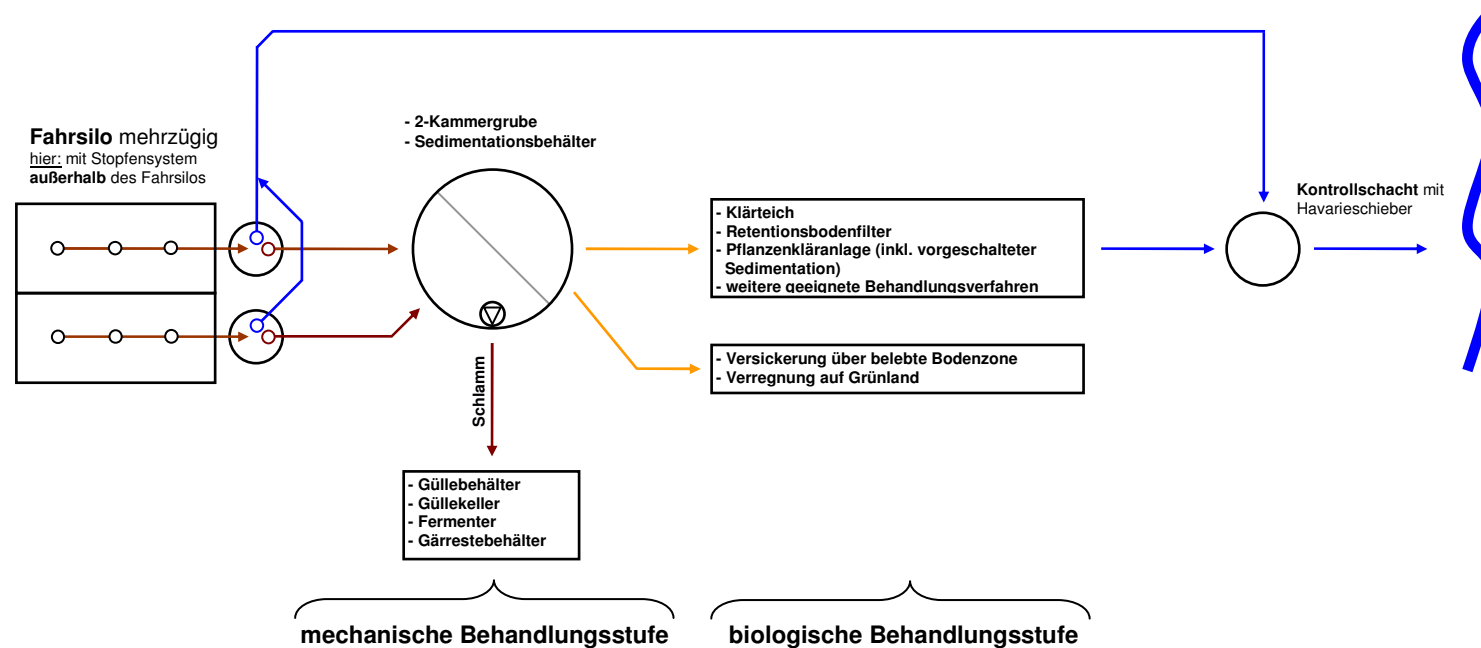 - 2-Kammergrube
- Sedimentationsbehälter
Fahrsilo mehrzügig
hier: mit Stopfensystem
außerhalb des Fahrsilos
Kontrollschacht mit
Havarieschieber
- Klärteich
- Retentionsbodenfilter
- Pflanzenkläranlage (inkl. vorgeschalteter
Sedimentation)
- weitere geeignete Behandlungsverfahren
- Versickerung über belebte Bodenzone
- Verregnung auf Grünland
Schlamm
- Güllebehälter
- Güllekeller
- Fermenter
- Gärrestebehälter
mechanische Behandlungsstufe
biologische Behandlungsstufe